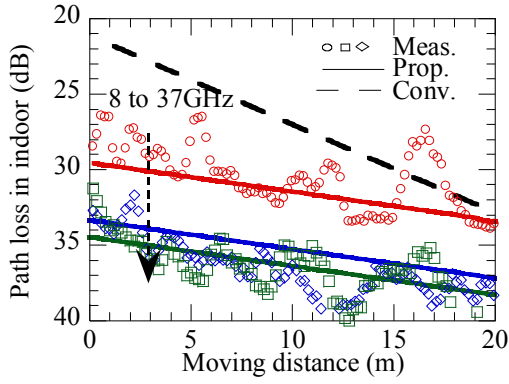 20
25
30
35
40
Path loss in indoor (dB)
Meas.
Prop.
Conv.
8 to 37GHz
0
5
10
15
20
Moving distance (m)